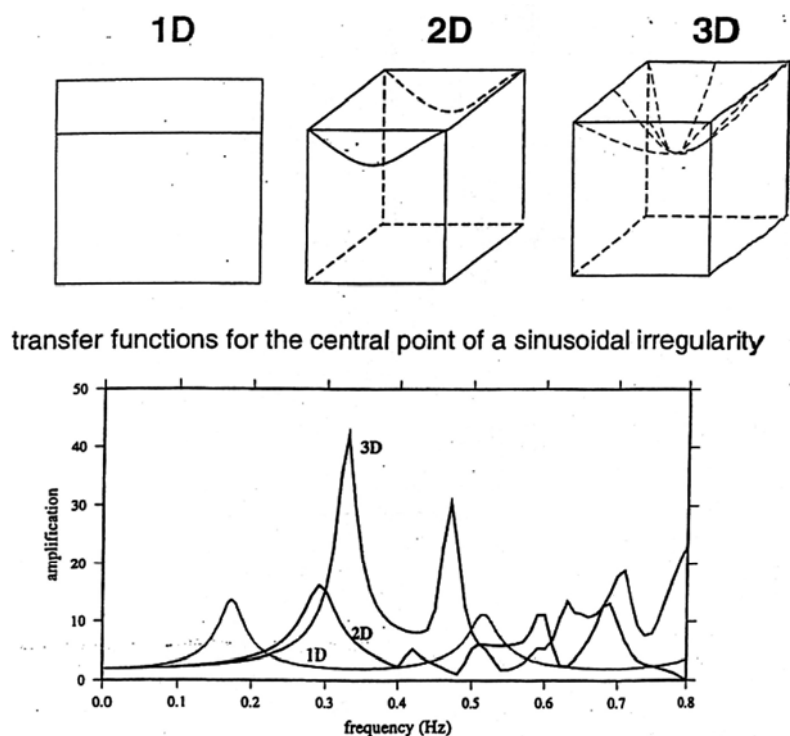 1D 2D 3D
transfer functions for the central point of a sinusoidal irregularity
50
40
30
20
10
0
amplification
3D
2D
1D
0.0 0.1 0.2 0.3 0.4 0.5 0.6 0.7 0.8
frequency (Hz)